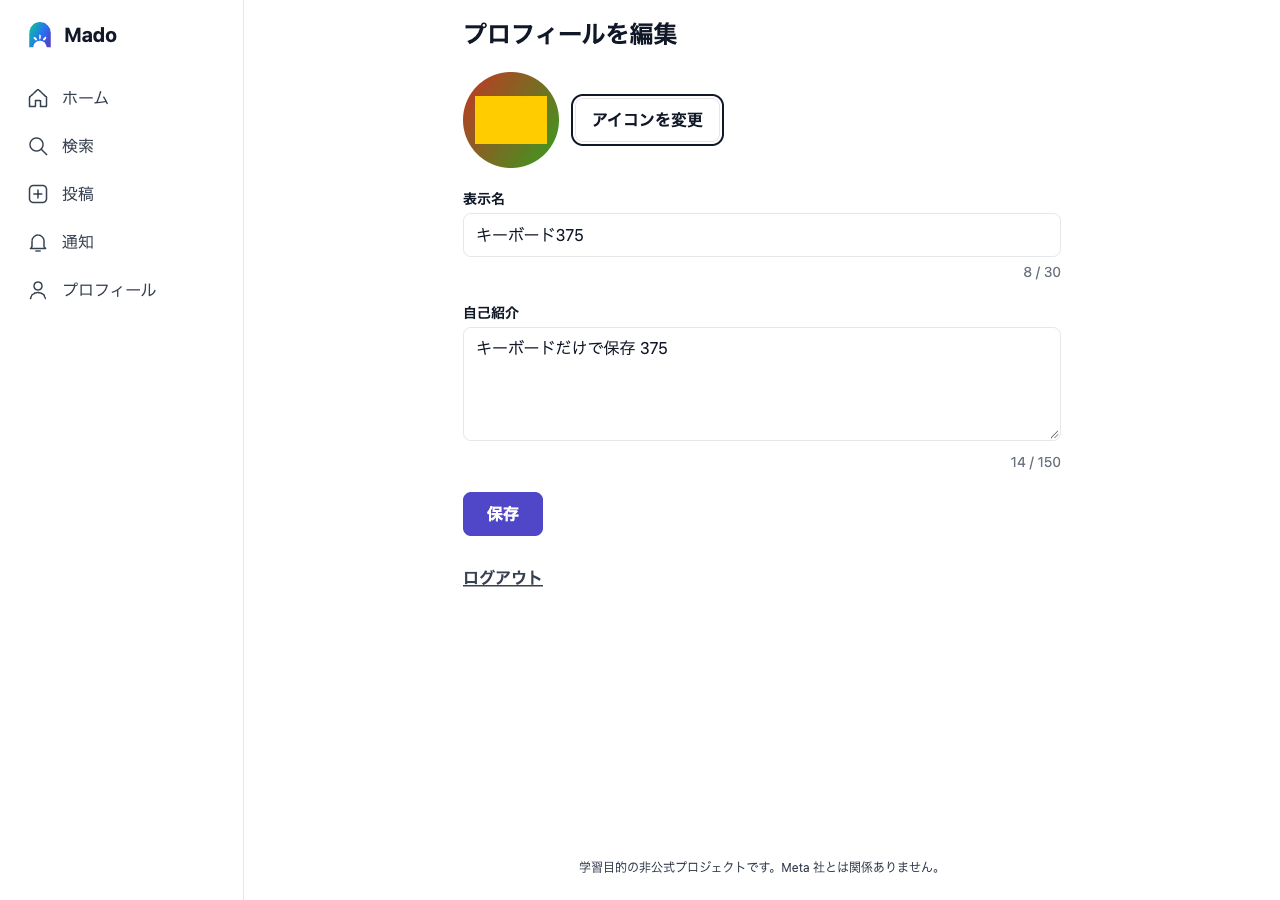 Mado
ホーム
検索
投稿
通知
プロフィール
プロフィールを編集
アイコンを変更
表示名
キーボード375
8 / 30
自己紹介
キーボードだけで保存 375
14 / 150
保存
ログアウト
学習目的の非公式プロジェクトです。Meta 社とは関係ありません。